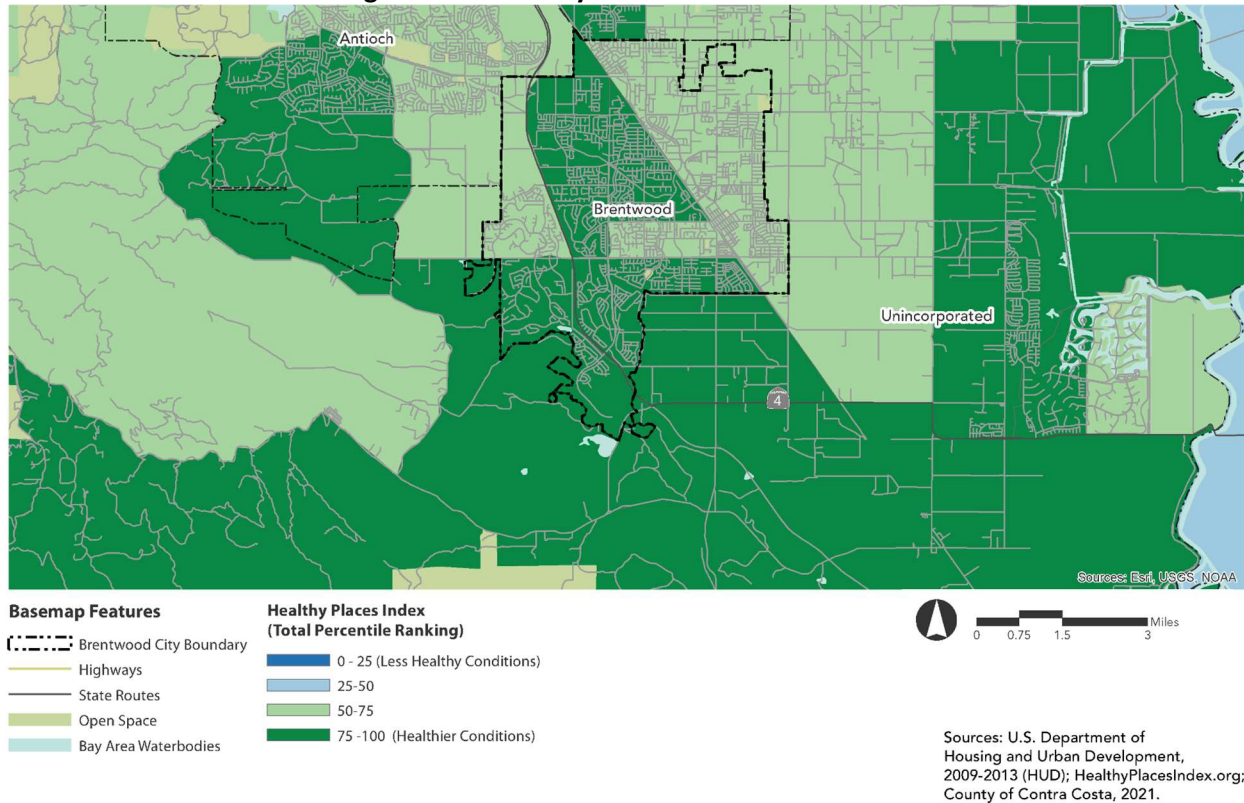 Antioch
Brentwood
Unincorporated
4
Sources: Esri, USGS, NOAA
Basemap Features
Brentwood City Boundary
Highways
State Routes
Open Space
Bay Area Waterbodies
Healthy Places Index
(Total Percentile Ranking)
0 - 25 (Less Healthy Conditions)
25-50
50-75
75 -100 (Healthier Conditions)
0 0.75 1.5 3 Miles
Sources: U.S. Department of
Housing and Urban Development,
2009-2013 (HUD); HealthyPlacesIndex.org;
County of Contra Costa, 2021.